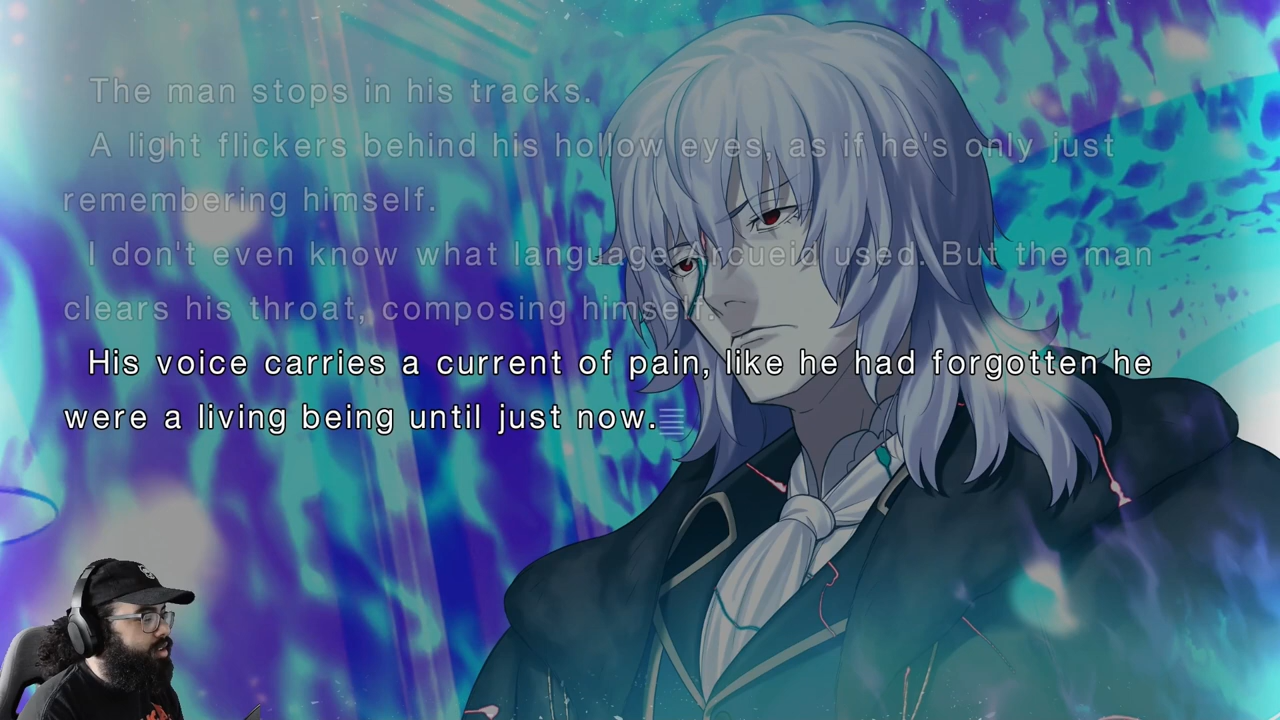 The man stops in his tracks.
A light flickers behind his hollow eyes, as if he's only just
remembering himself.
I don't even know what language Arcueid used. But the man
clears his throat, composing himself.
His voice carries a current of pain, like he had forgotten he
were a living being until just now.